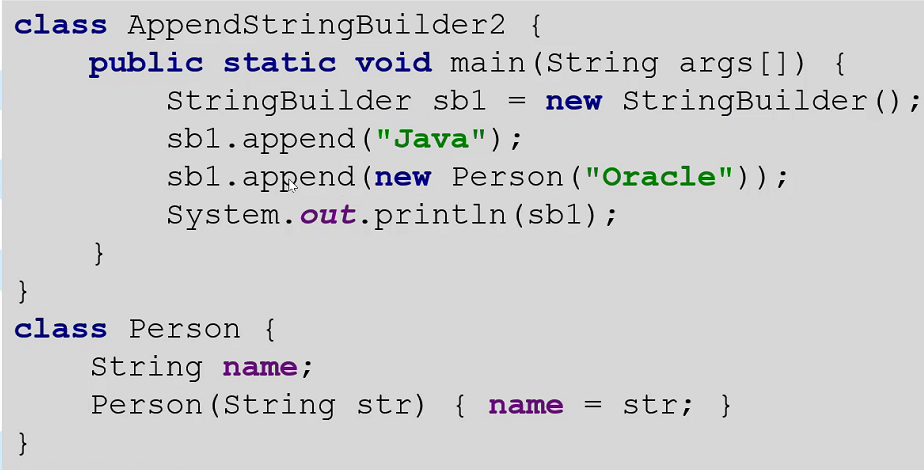 class AppendStringBuilder2 {
    public static void main(String args[]) {
        StringBuilder sb1 = new StringBuilder();
        sb1.append("Java");
        sb1.append(new Person("Oracle"));
        System.out.println(sb1);
    }
}
class Person {
    String name;
    Person(String str) { name = str; }
}